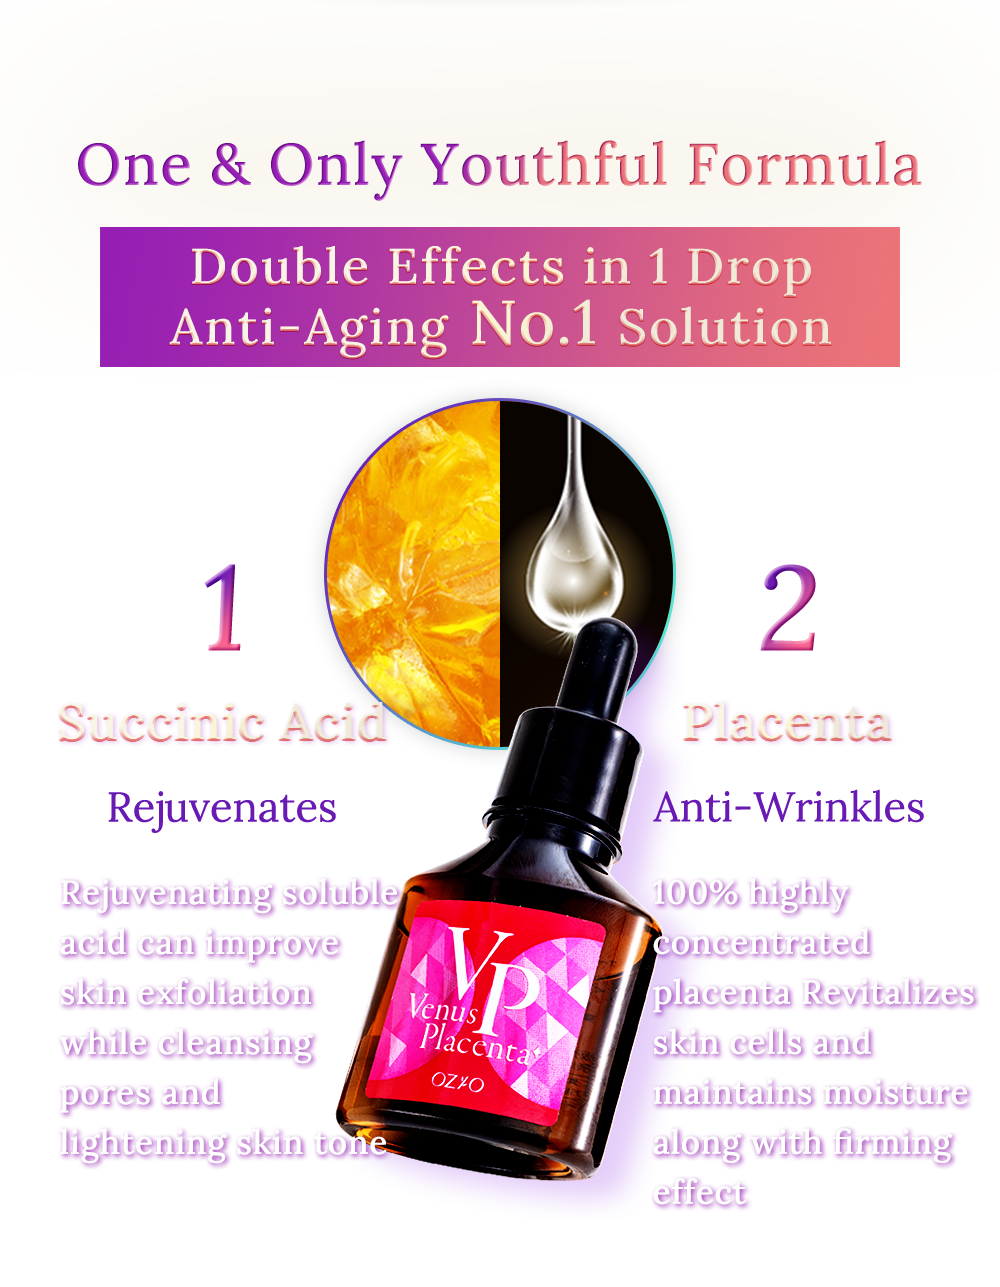 One & Only Youthful Formula
Double Effects in 1 Drop
Anti-Aging No.1 Solution
1
Succinic Acid
Rejuvenates
Rejuvenating soluble
acid can improve
skin exfoliation
while cleansing
pores and
lightening skin tone
2
Placenta
Anti-Wrinkles
100% highly
concentrated
placenta Revitalizes
skin cells and
maintains moisture
along with firming
effect
VP
Venus
Placenta
OZIO